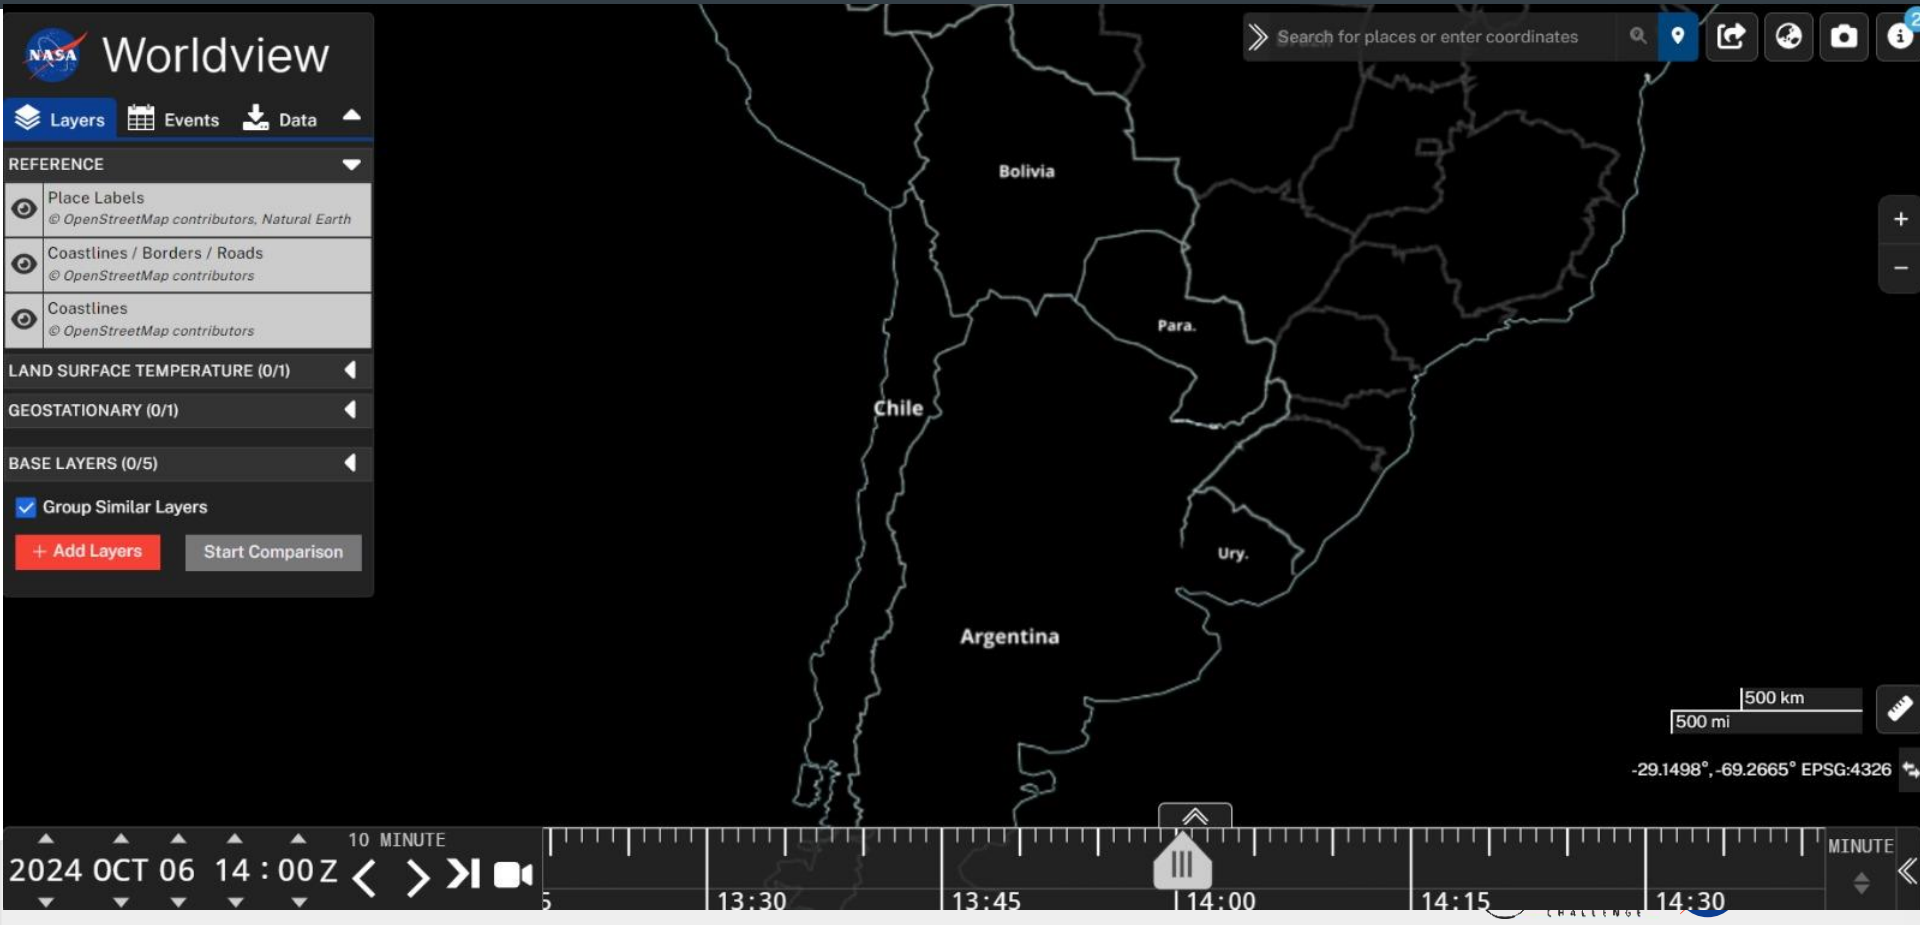 NASA Worldview
Layers Events Data
REFERENCE
Place Labels
© OpenStreetMap contributors, Natural Earth
Coastlines / Borders / Roads
© OpenStreetMap contributors
Coastlines
© OpenStreetMap contributors
LAND SURFACE TEMPERATURE (0/1)
GEOSTATIONARY (0/1)
BASE LAYERS (0/5)
Group Similar Layers
+ Add Layers Start Comparison
Search for places or enter coordinates
2
Bolivia
Para.
Chile
Ury.
Argentina
+
−
500 km
500 mi
-29.1498°, -69.2665° EPSG:4326
10 MINUTE
2024 OCT 06 14 : 00 Z
5 13:30 13:45 14:00 14:15 14:30
MINUTE
CHALLENGE